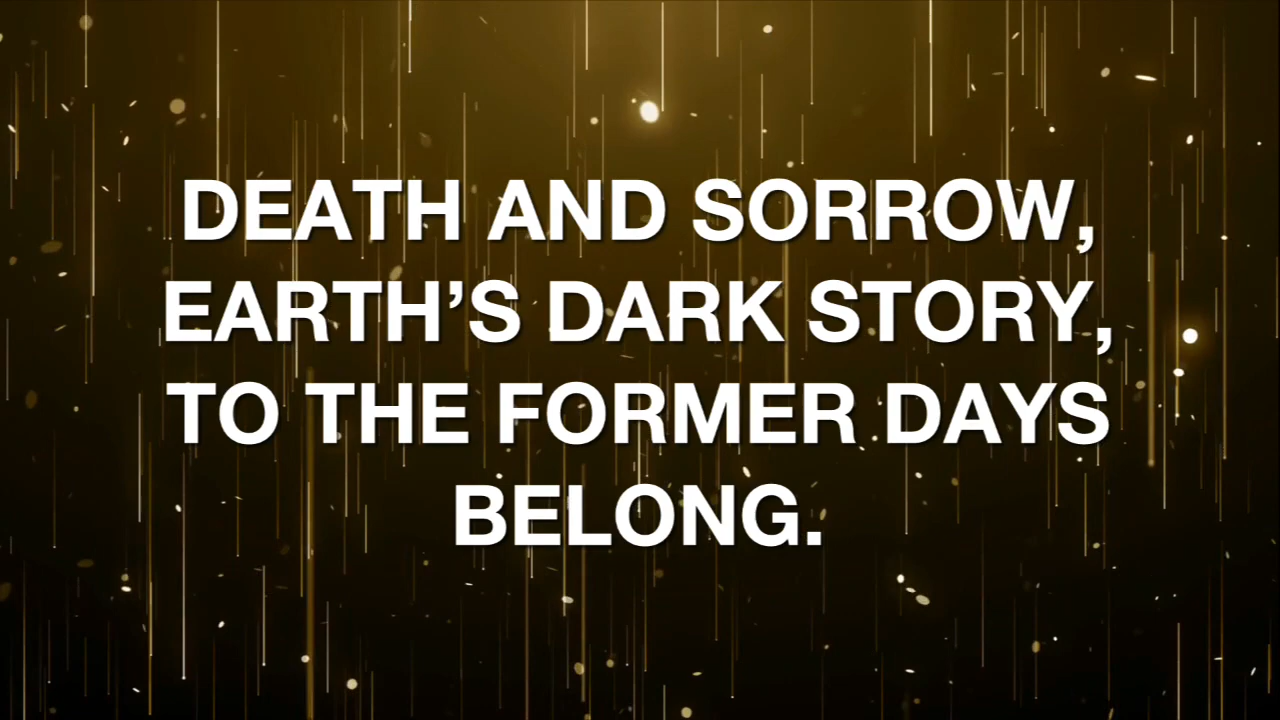 DEATH AND SORROW,
EARTH’S DARK STORY,
TO THE FORMER DAYS
BELONG.